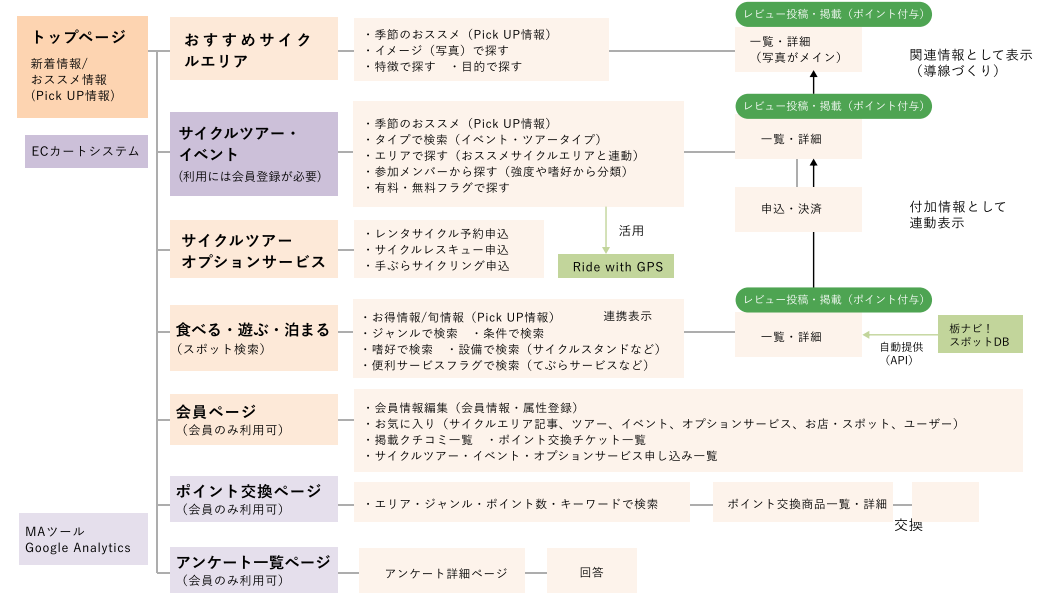 トップページ
新着情報/
おススメ情報
(Pick UP情報)
ECカートシステム
MAツール
Google Analytics
おすすめサイク
ルエリア
・季節のおススメ（Pick UP情報）
・イメージ（写真）で探す
・特徴で探す　・目的で探す
レビュー投稿・掲載（ポイント付与）
一覧・詳細
（写真がメイン）
関連情報として表示
（導線づくり）
サイクルツアー・
イベント
(利用には会員登録が必要)
・季節のおススメ（Pick UP情報）
・タイプで検索（イベント・ツアータイプ）
・エリアで探す（おススメサイクルエリアと連動）
・参加メンバーから探す（強度や嗜好から分類）
・有料・無料フラグで探す
レビュー投稿・掲載（ポイント付与）
一覧・詳細
申込・決済
付加情報として
連動表示
サイクルツアー
オプションサービス
・レンタサイクル予約申込
・サイクルレスキュー申込
・手ぶらサイクリング申込
活用
Ride with GPS
食べる・遊ぶ・泊まる
（スポット検索）
・お得情報/旬情報（Pick UP情報）
連携表示
・ジャンルで検索　・条件で検索
・嗜好で検索　・設備で検索（サイクルスタンドなど）
・便利サービスフラグで検索（てぶらサービスなど）
レビュー投稿・掲載（ポイント付与）
一覧・詳細
自動提供
（API）
栃ナビ！
スポットDB
会員ページ
（会員のみ利用可）
・会員情報編集（会員情報・属性登録）
・お気に入り（サイクルエリア記事、ツアー、イベント、オプションサービス、お店・スポット、ユーザー）
・掲載クチコミ一覧　・ポイント交換チケット一覧
・サイクルツアー・イベント・オプションサービス申し込み一覧
ポイント交換ページ
（会員のみ利用可）
・エリア・ジャンル・ポイント数・キーワードで検索
ポイント交換商品一覧・詳細
交換
アンケート一覧ページ
（会員のみ利用可）
アンケート詳細ページ
回答